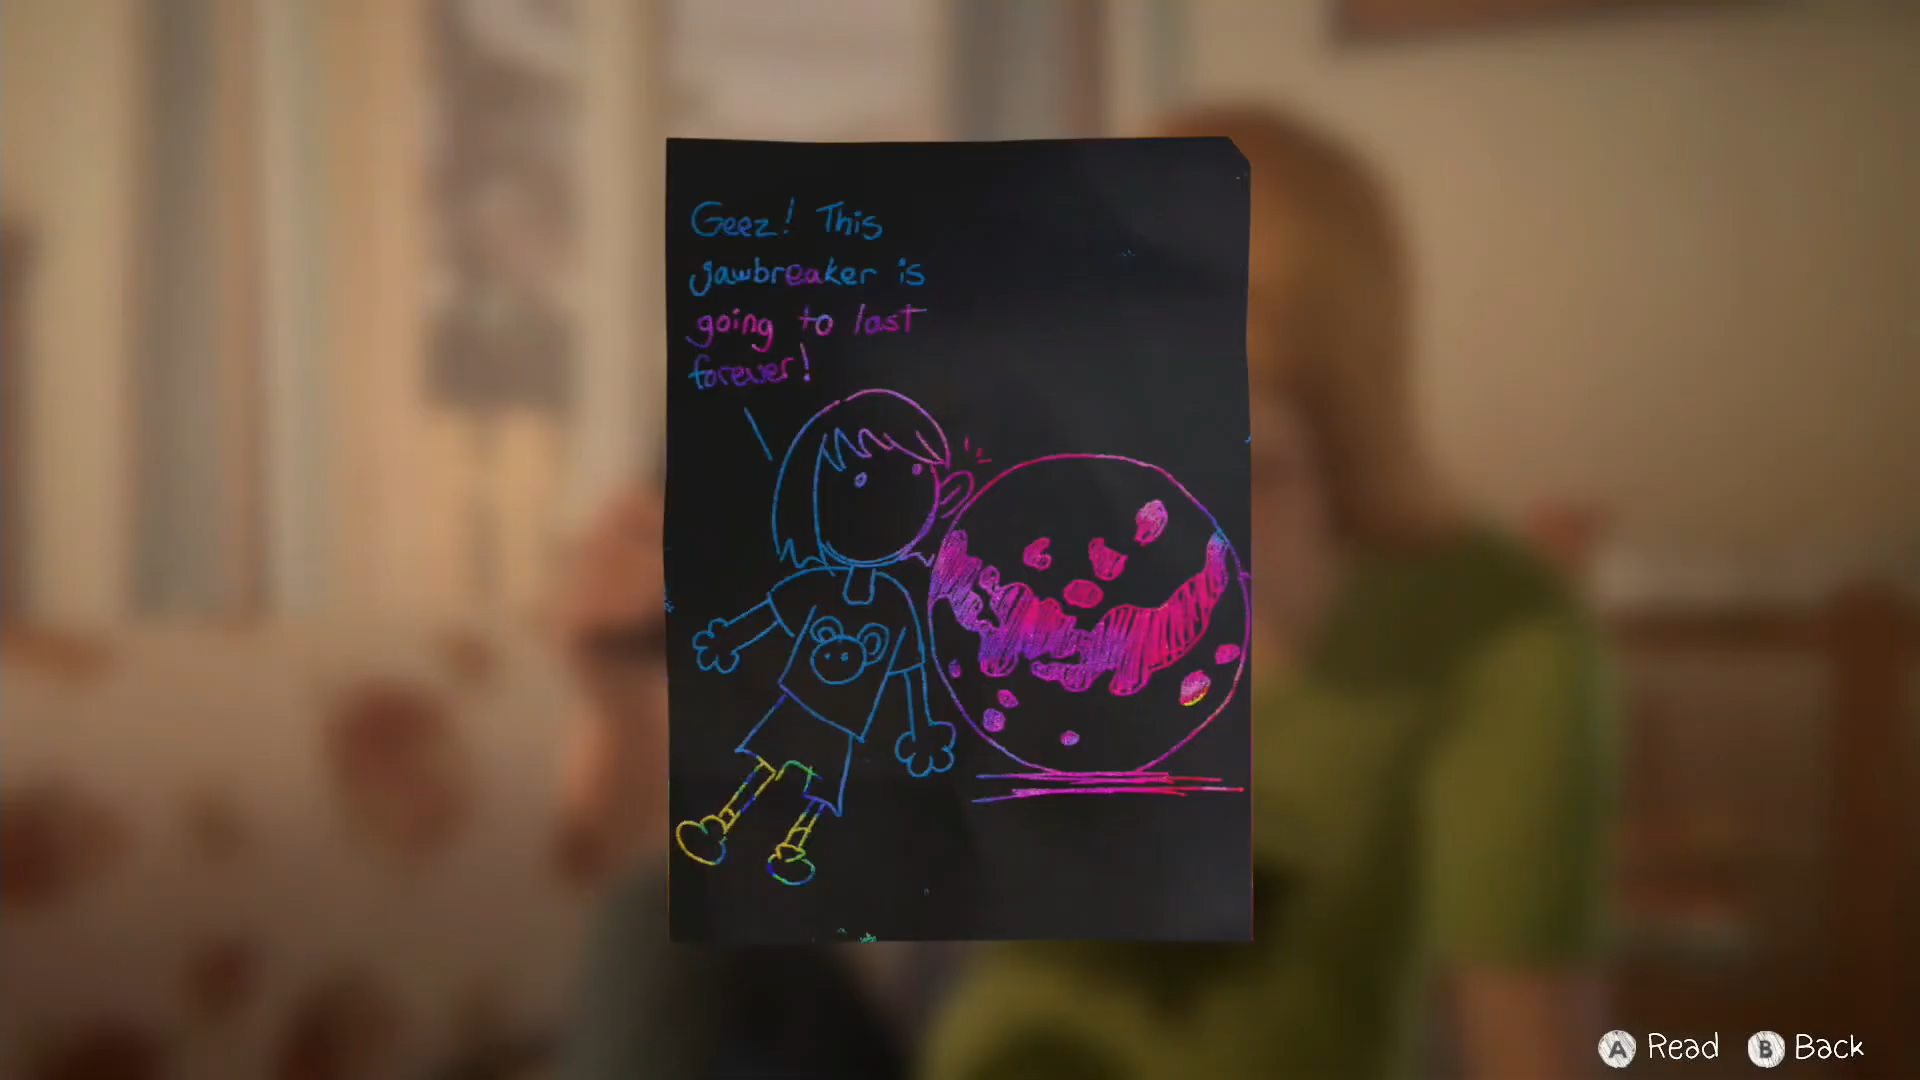 Geez! This
jawbreaker is
going to last
forever!
A Read B Back